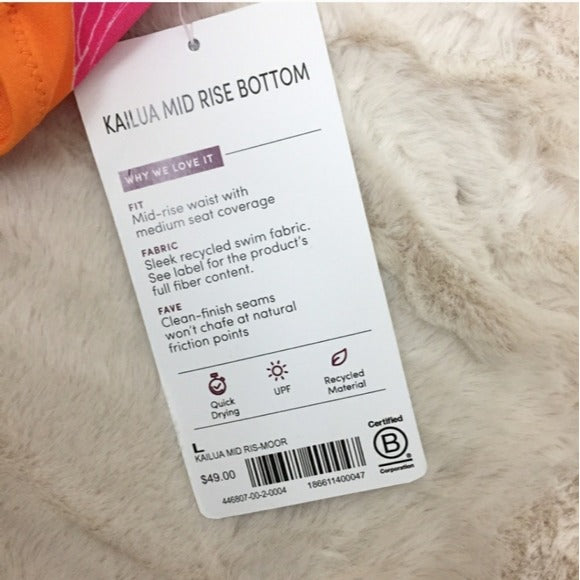 KAILUA MID RISE BOTTOM
WHY WE LOVE IT
FIT
Mid-rise waist with
medium seat coverage
FABRIC
Sleek recycled swim fabric.
See label for the product's
full fiber content.
FAVE
Clean-finish seams
won't chafe at natural
friction points
Quick
Drying
UPF
Recycled
Material
L
KAILUA MID RIS-MOOR
$49.00
446807-00-2-0004
186611400047
Certified
B
®
Corporation